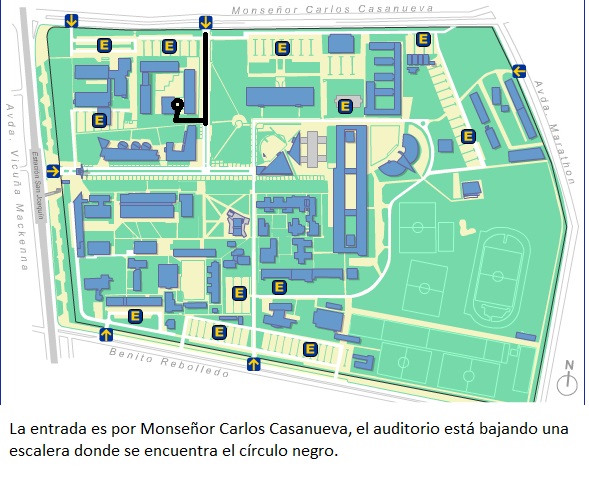 Monseñor Carlos Casanueva
E
E
E
E
E
E
Avda. Marathon
E
Avda. Vicuña Mackenna
Estación San Joaquín
E
E
E
E
E
Benito Rebolledo
N
La entrada es por Monseñor Carlos Casanueva, el auditorio está bajando una
escalera donde se encuentra el círculo negro.